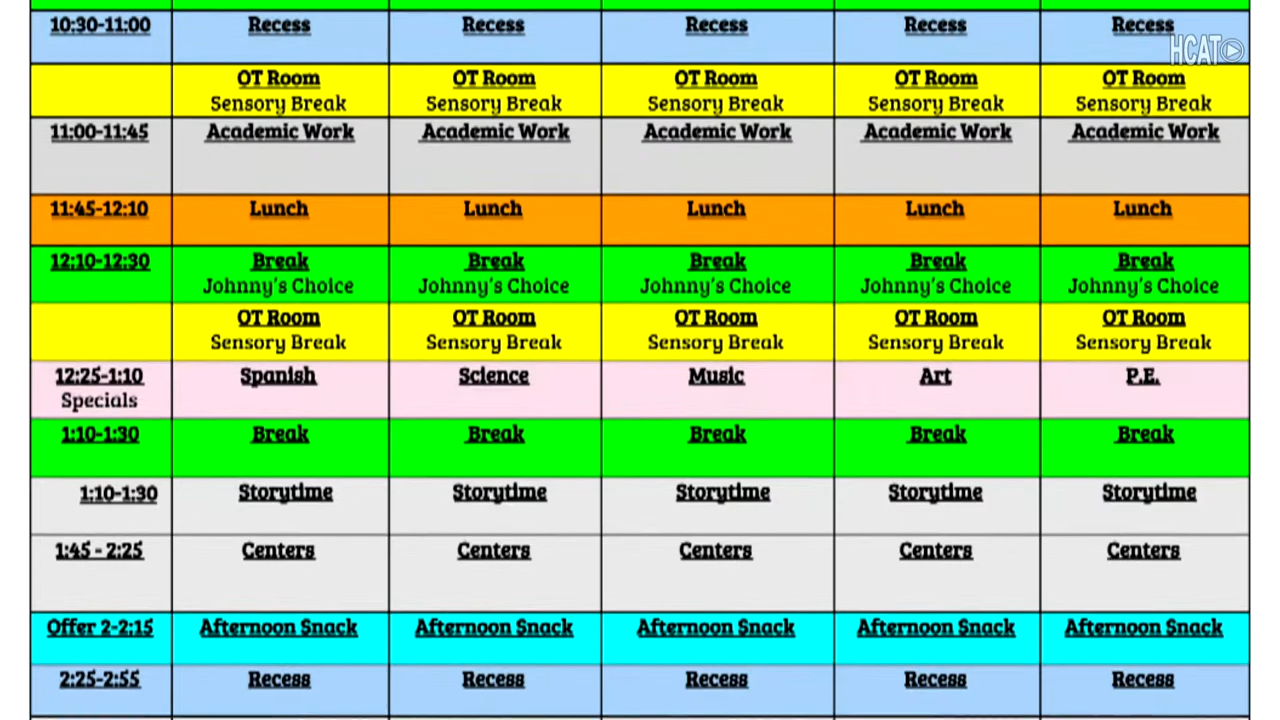 10:30-11:00 Recess Recess Recess Recess Recess
HCAT
OT Room OT Room OT Room OT Room OT Room
Sensory Break Sensory Break Sensory Break Sensory Break Sensory Break
11:00-11:45 Academic Work Academic Work Academic Work Academic Work Academic Work
11:45-12:10 Lunch Lunch Lunch Lunch Lunch
12:10-12:30 Break Break Break Break Break
Johnny's Choice Johnny's Choice Johnny's Choice Johnny's Choice Johnny's Choice
OT Room OT Room OT Room OT Room OT Room
Sensory Break Sensory Break Sensory Break Sensory Break Sensory Break
12:25-1:10 Spanish Science Music Art P.E.
Specials
1:10-1:30 Break Break Break Break Break
1:10-1:30 Storytime Storytime Storytime Storytime Storytime
1:45 - 2:25 Centers Centers Centers Centers Centers
Offer 2-2:15 Afternoon Snack Afternoon Snack Afternoon Snack Afternoon Snack Afternoon Snack
2:25-2:55 Recess Recess Recess Recess Recess